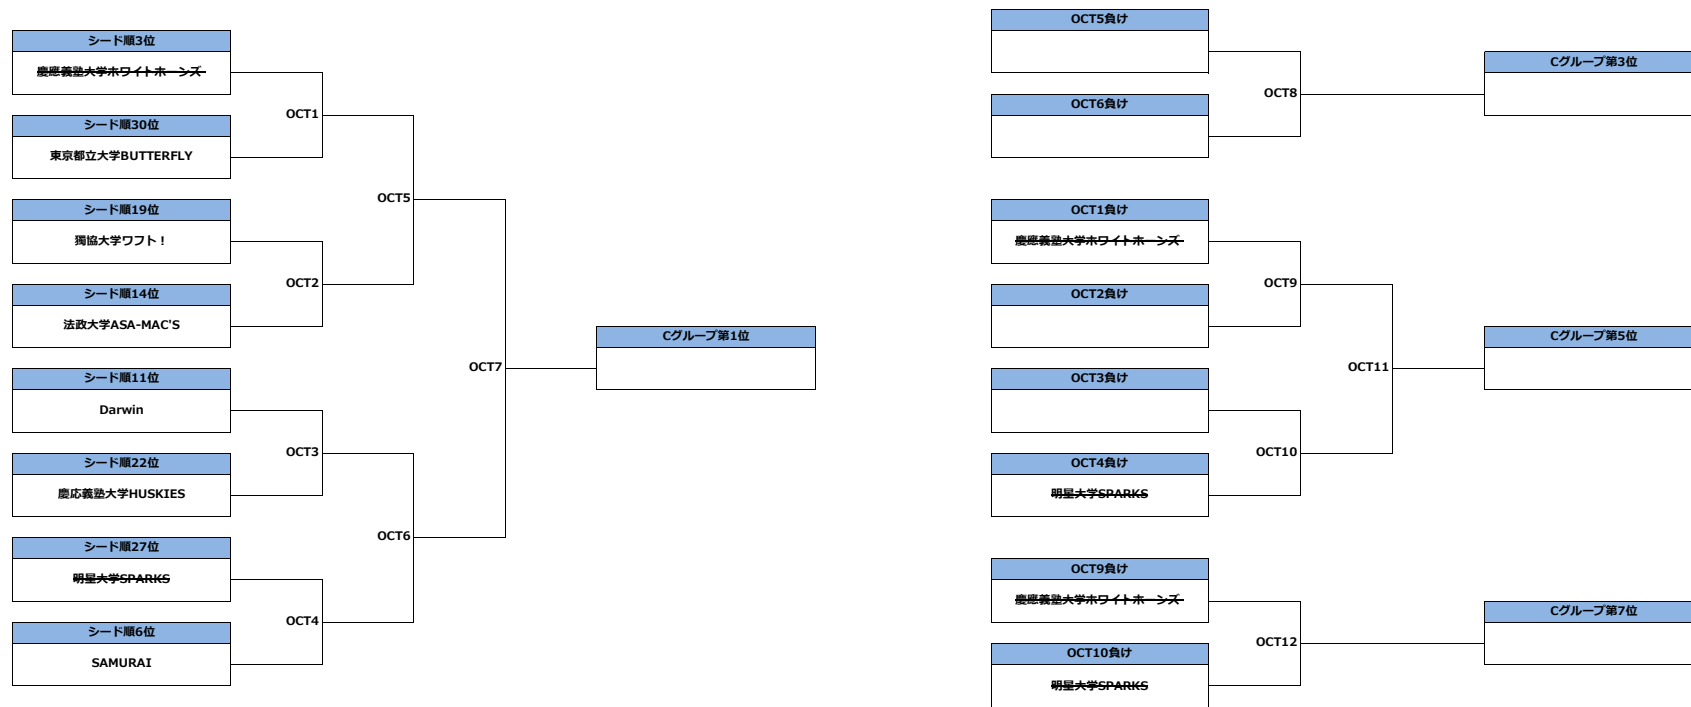 シード順3位
慶應義塾大学ホワイトホーンズ
OCT1
シード順30位
東京都立大学BUTTERFLY
OCT5
シード順19位
獨協大学ワフト！
OCT2
シード順14位
法政大学ASA-MAC'S
OCT7
Cグループ第1位
シード順11位
Darwin
OCT3
シード順22位
慶応義塾大学HUSKIES
OCT6
シード順27位
明星大学SPARKS
OCT4
シード順6位
SAMURAI
OCT5負け
OCT8
Cグループ第3位
OCT6負け
OCT1負け
慶應義塾大学ホワイトホーンズ
OCT9
OCT2負け
OCT11
Cグループ第5位
OCT3負け
OCT10
OCT4負け
明星大学SPARKS
OCT9負け
慶應義塾大学ホワイトホーンズ
OCT12
Cグループ第7位
OCT10負け
明星大学SPARKS